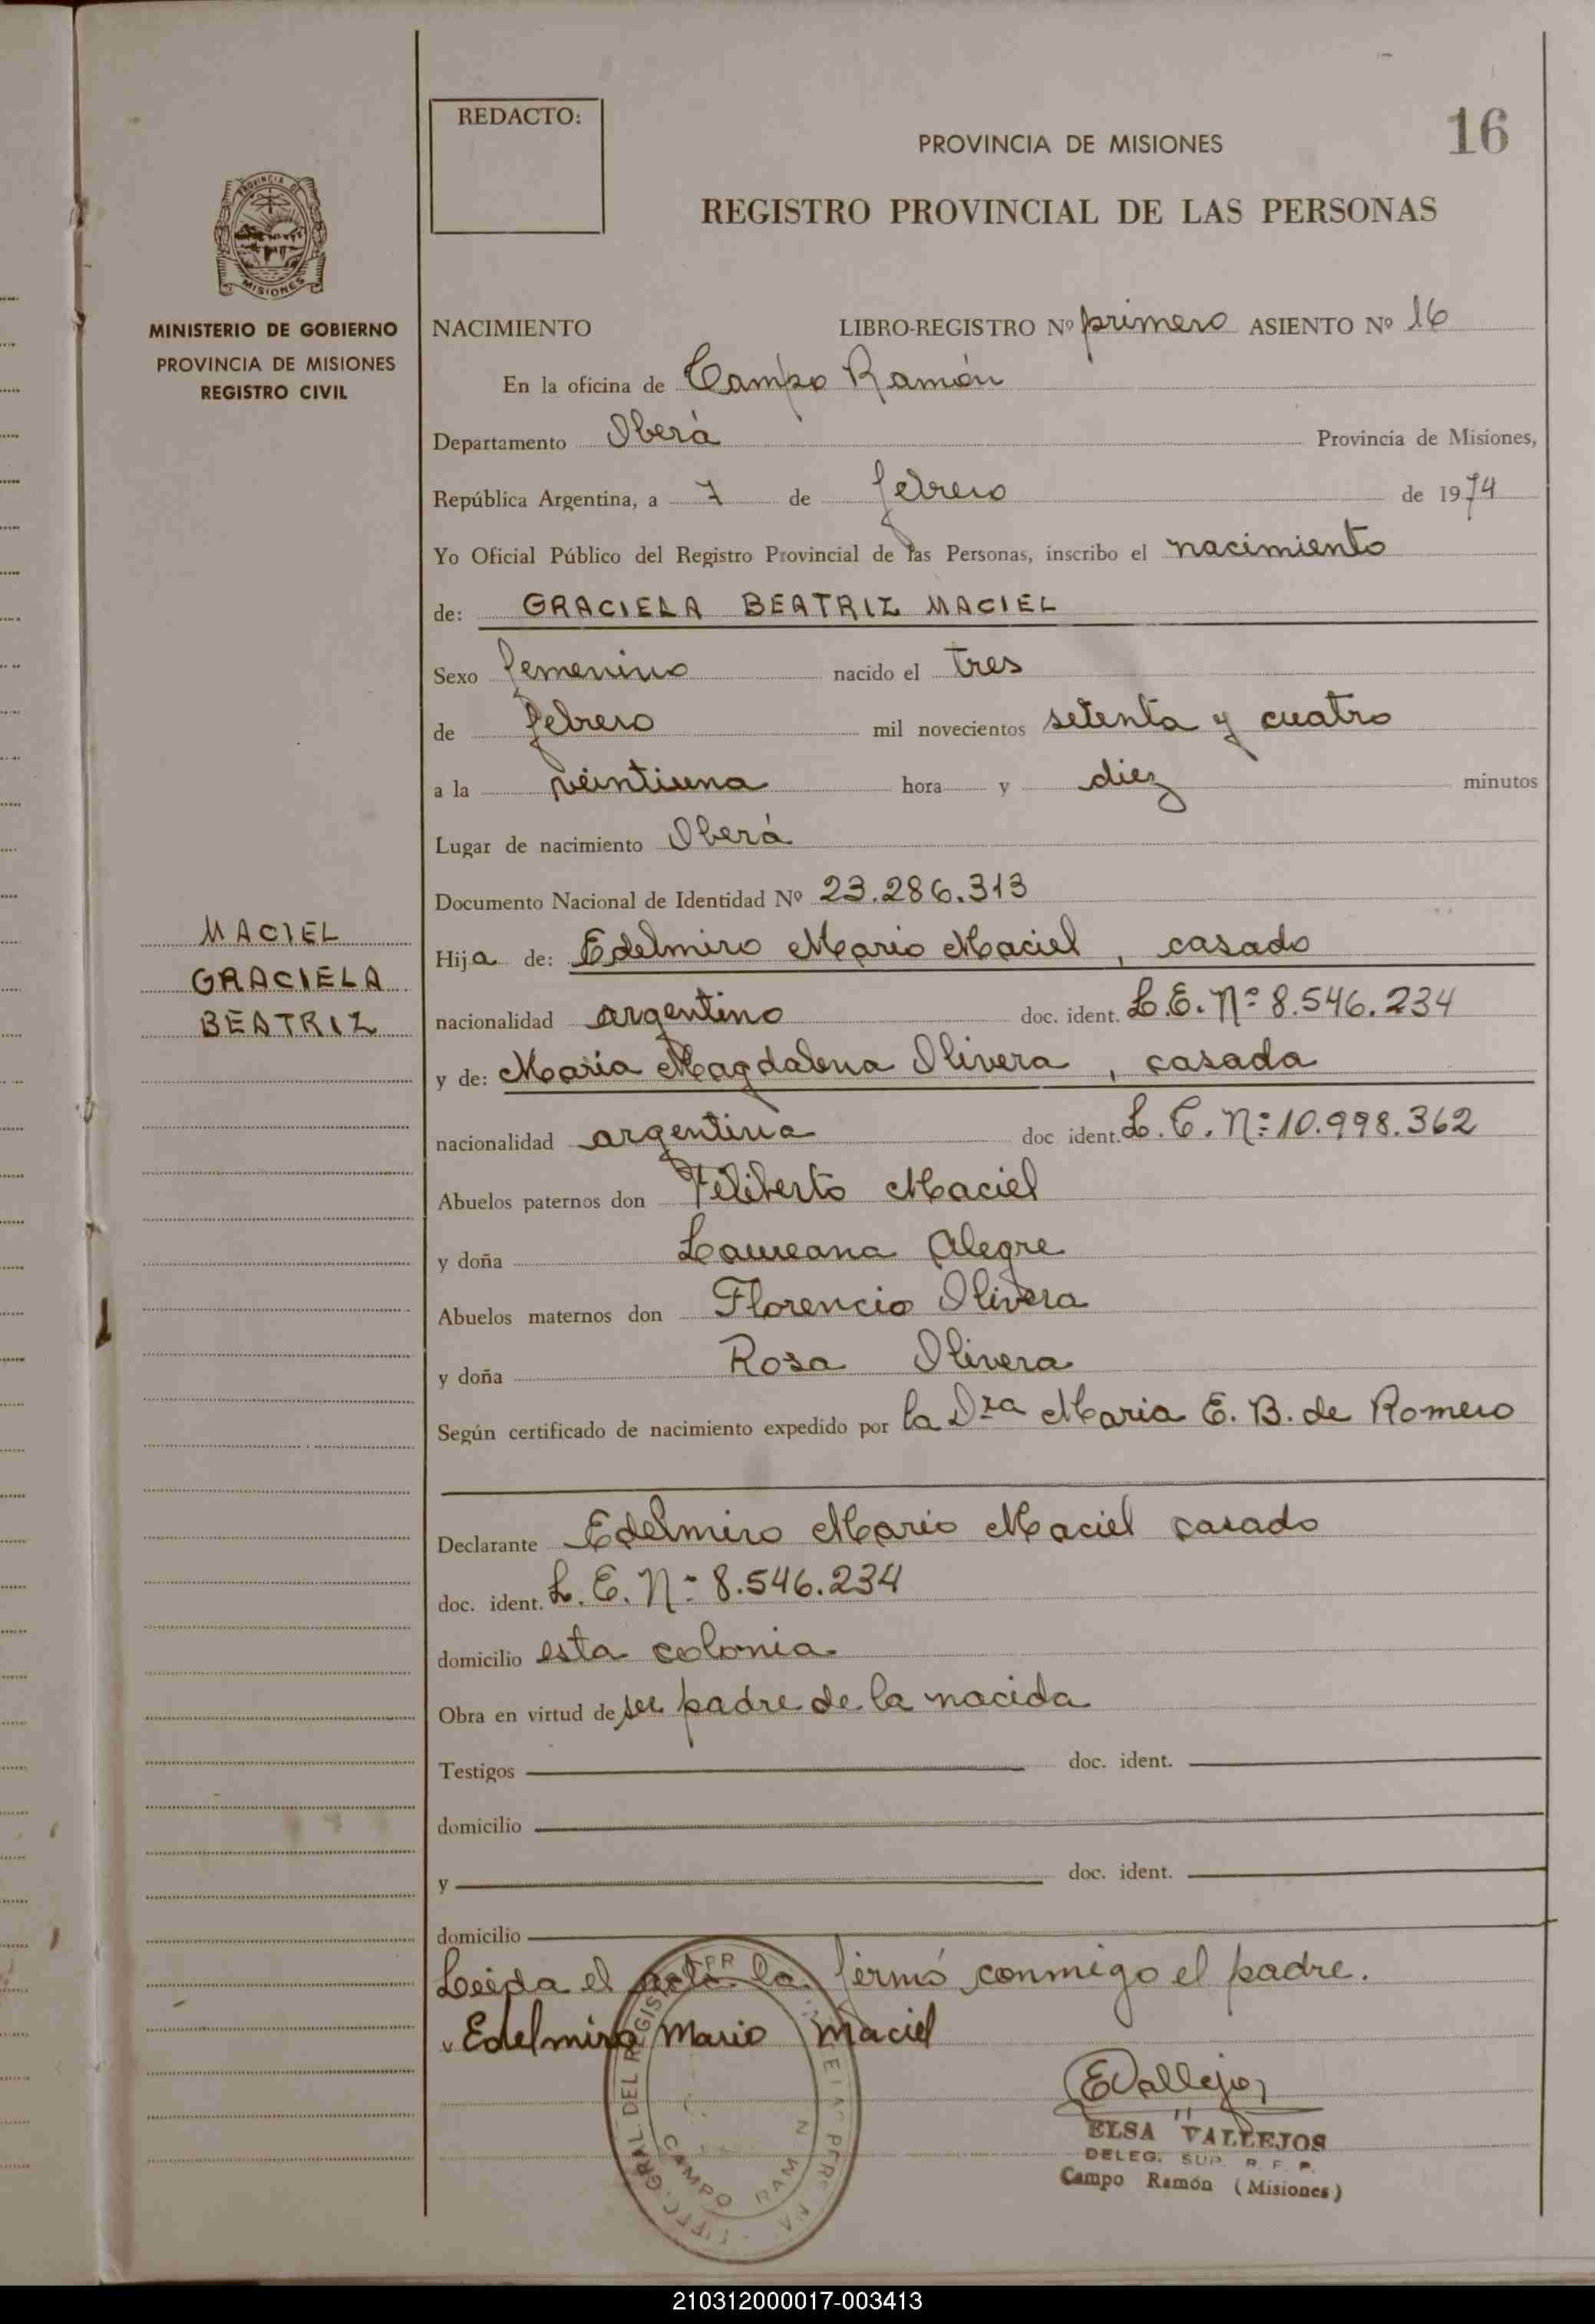 REDACTO:
16
PROVINCIA DE MISIONES
REGISTRO PROVINCIAL DE LAS PERSONAS
PROVINCIA DE
MISIONES
MINISTERIO DE GOBIERNO
PROVINCIA DE MISIONES
REGISTRO CIVIL
NACIMIENTO LIBRO-REGISTRO Nº primero ASIENTO Nº 16
En la oficina de Campo Ramón
Departamento Oberá Provincia de Misiones,
República Argentina, a 7 de febrero de 1974
Yo Oficial Público del Registro Provincial de las Personas, inscribo el nacimiento
de: GRACIELA BEATRIZ MACIEL
Sexo femenino nacido el tres
de febrero mil novecientos setenta y cuatro
a la veintiuna hora y diez minutos
Lugar de nacimiento Oberá
Documento Nacional de Identidad Nº 23.286.313
MACIEL
GRACIELA
BEATRIZ
Hija de: Edelmiro Mario Maciel, casado
nacionalidad argentino doc. ident. L.E. Nº 8.546.234
y de: Maria Magdalena Olivera, casada
nacionalidad argentina doc ident. L.C. Nº 10.998.362
Abuelos paternos don Filiberto Maciel
y doña Laureana Alegre
Abuelos maternos don Florencio Olivera
y doña Rosa Olivera
Según certificado de nacimiento expedido por la Dra Maria E. B. de Romero
Declarante Edelmiro Mario Maciel casado
doc. ident. L.E. Nº 8.546.234
domicilio esta colonia
Obra en virtud de ser padre de la nacida
Testigos doc. ident.
domicilio
y doc. ident.
domicilio
Leida el acta la firmó conmigo el padre.
Edelmiro Mario Maciel
EVallejos
ELSA VALLEJOS
DELEG. SUP. R. F. P.
Campo Ramón (Misiones)
CAMPO RAMON
210312000017-003413